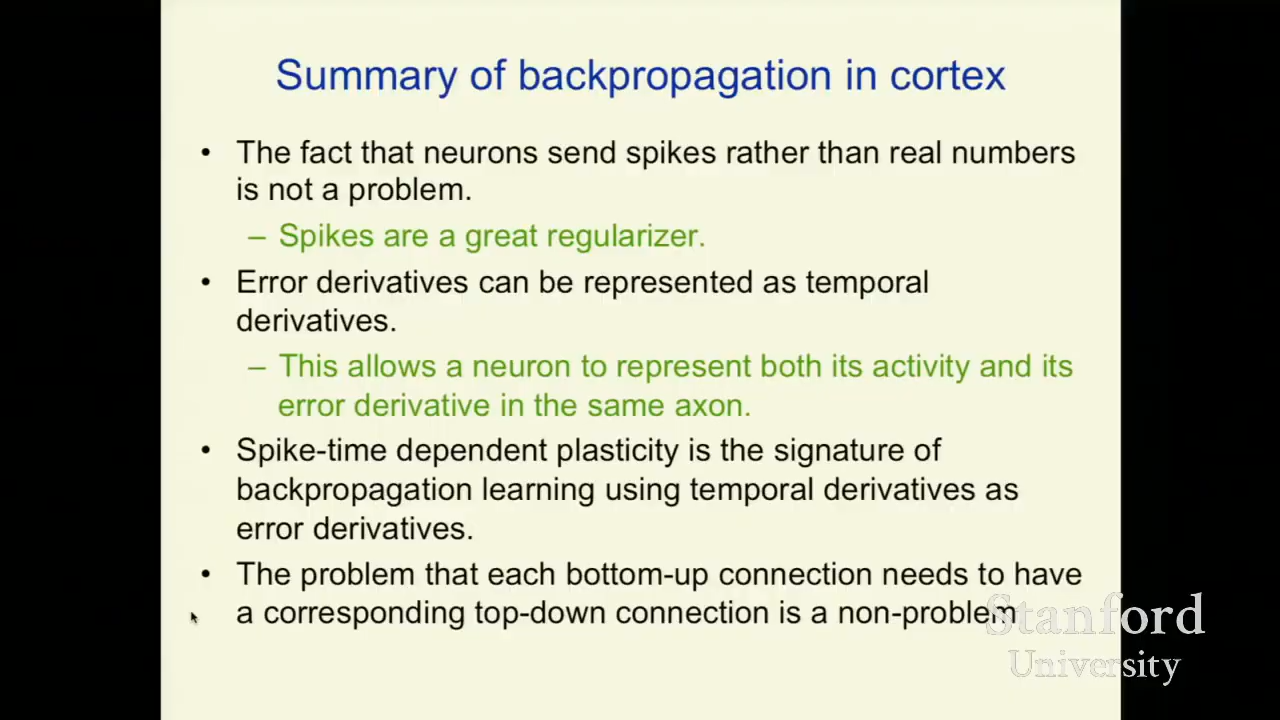 Summary of backpropagation in cortex
• The fact that neurons send spikes rather than real numbers
is not a problem.
– Spikes are a great regularizer.
• Error derivatives can be represented as temporal
derivatives.
– This allows a neuron to represent both its activity and its
error derivative in the same axon.
• Spike-time dependent plasticity is the signature of
backpropagation learning using temporal derivatives as
error derivatives.
• The problem that each bottom-up connection needs to have
a corresponding top-down connection is a non-problem
Stanford
University